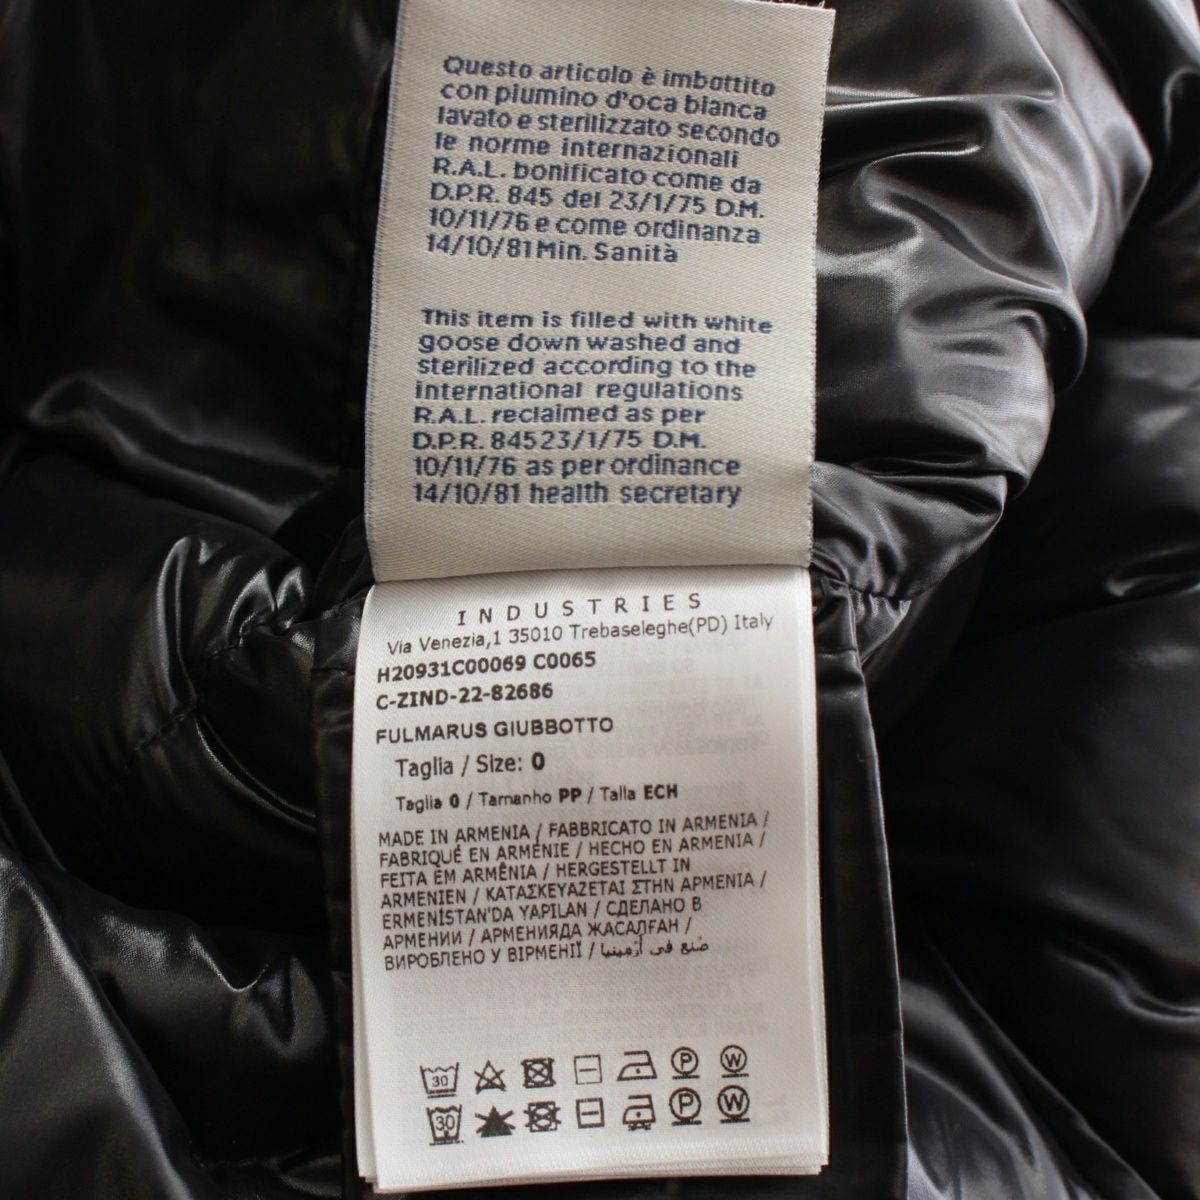 Questo articolo è imbottito
con piumino d'oca bianca
lavato e sterilizzato secondo
le norme internazionali
R.A.L. bonificato come da
D.P.R. 845 del 23/1/75 D.M.
10/11/76 e come ordinanza
14/10/81 Min. Sanità
This item is filled with white
goose down washed and
sterilized according to the
international regulations
R.A.L. reclaimed as per
D.P.R. 84523/1/75 D.M.
10/11/76 as per ordinance
14/10/81 health secretary
INDUSTRIES
Via Venezia,1 35010 Trebaseleghe(PD) Italy
H20931C00069 C0065
C-ZIND-22-82686
FULMARUS GIUBBOTTO
Taglia / Size: 0
Taglia 0 / Tamanho PP / Talla ECH
MADE IN ARMENIA / FABBRICATO IN ARMENIA /
FABRIQUÉ EN ARMÉNIE / HECHO EN ARMENIA /
FEITA EM ARMÊNIA / HERGESTELLT IN
ARMENIEN / ΚΑΤΑΣΚΕΥΑΖΕΤΑΙ ΣΤΗΝ ΑΡΜΕΝΙΑ /
ERMENİSTAN'DA YAPILAN / СДЕЛАНО В
АРМЕНИИ / АРМЕНИЯДА ЖАСАЛҒАН /
ВИРОБЛЕНО У ВІРМЕНІЇ / صُنع في أرمينيا
30 P W
30 P W